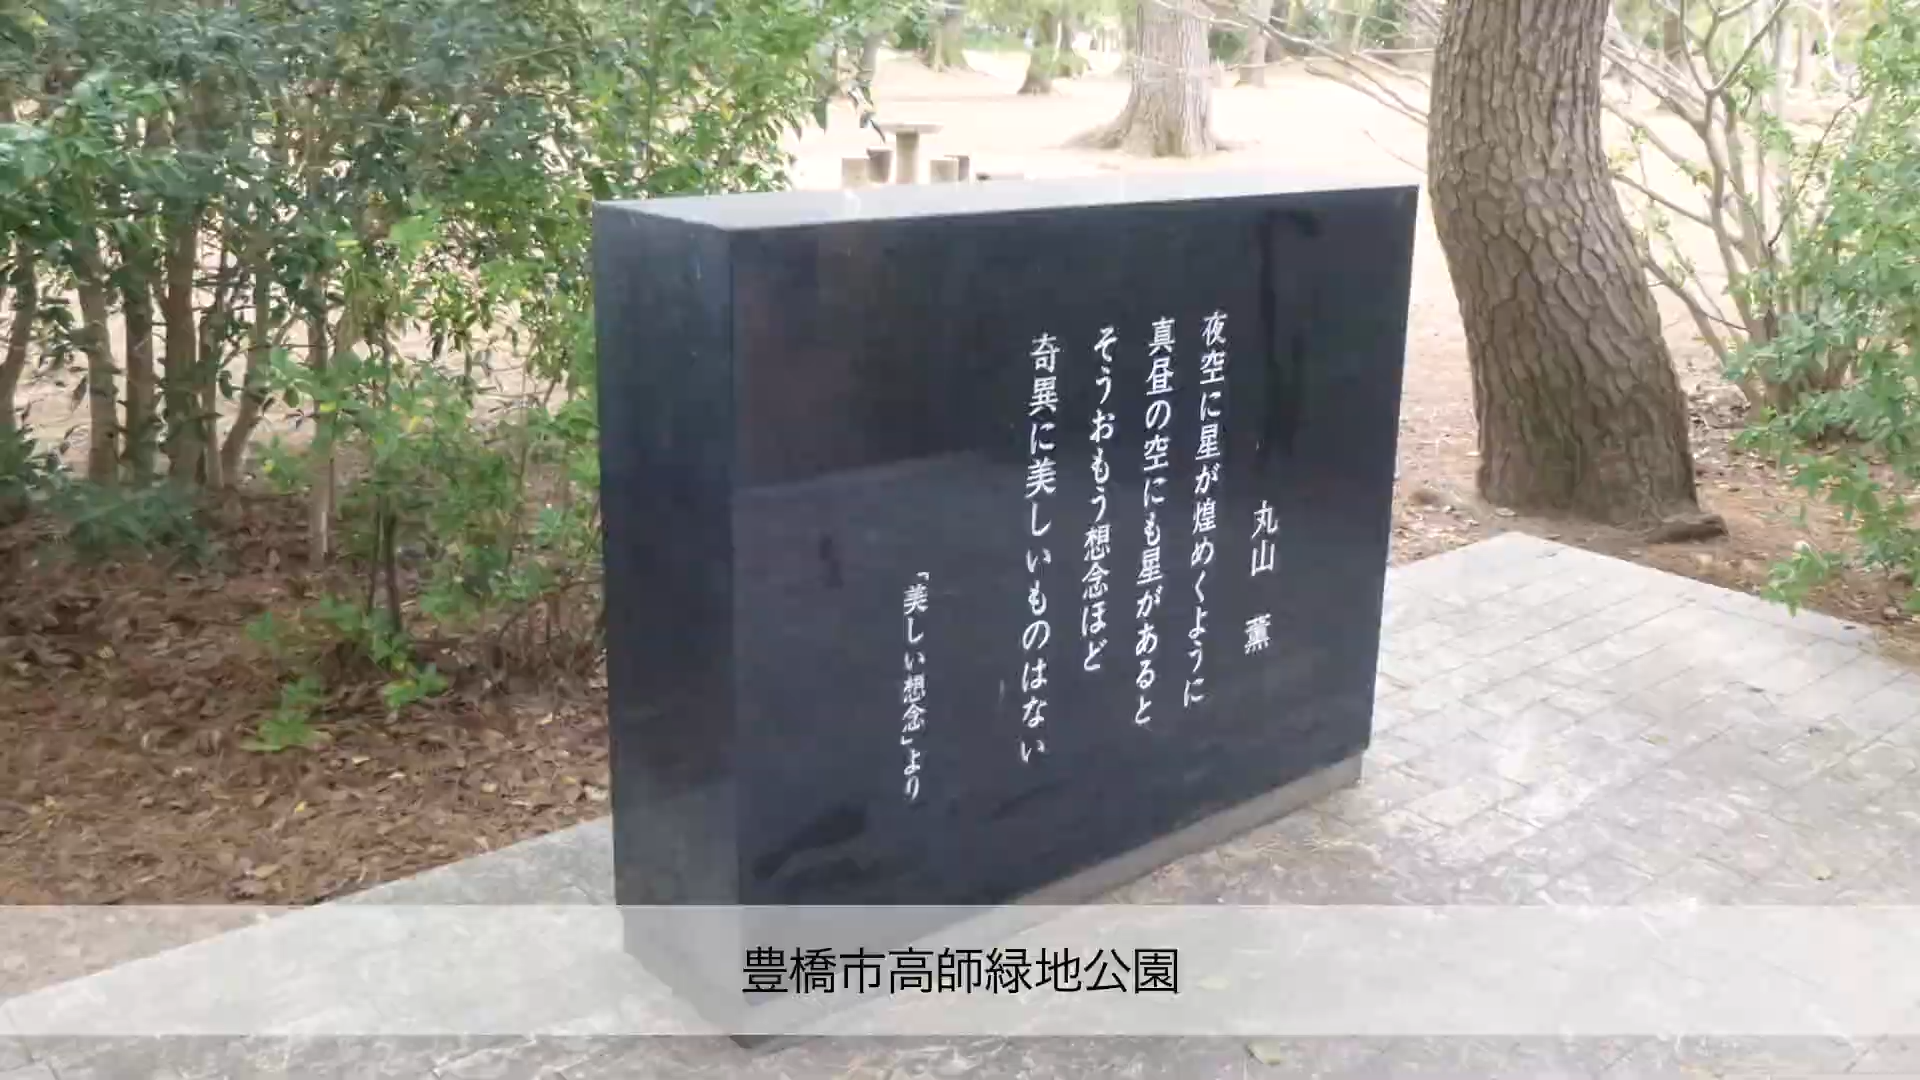 丸山 薫
夜空に星が煌めくように
真昼の空にも星があると
そうおもう想念ほど
奇異に美しいものはない
「美しい想念」より
豊橋市高師緑地公園